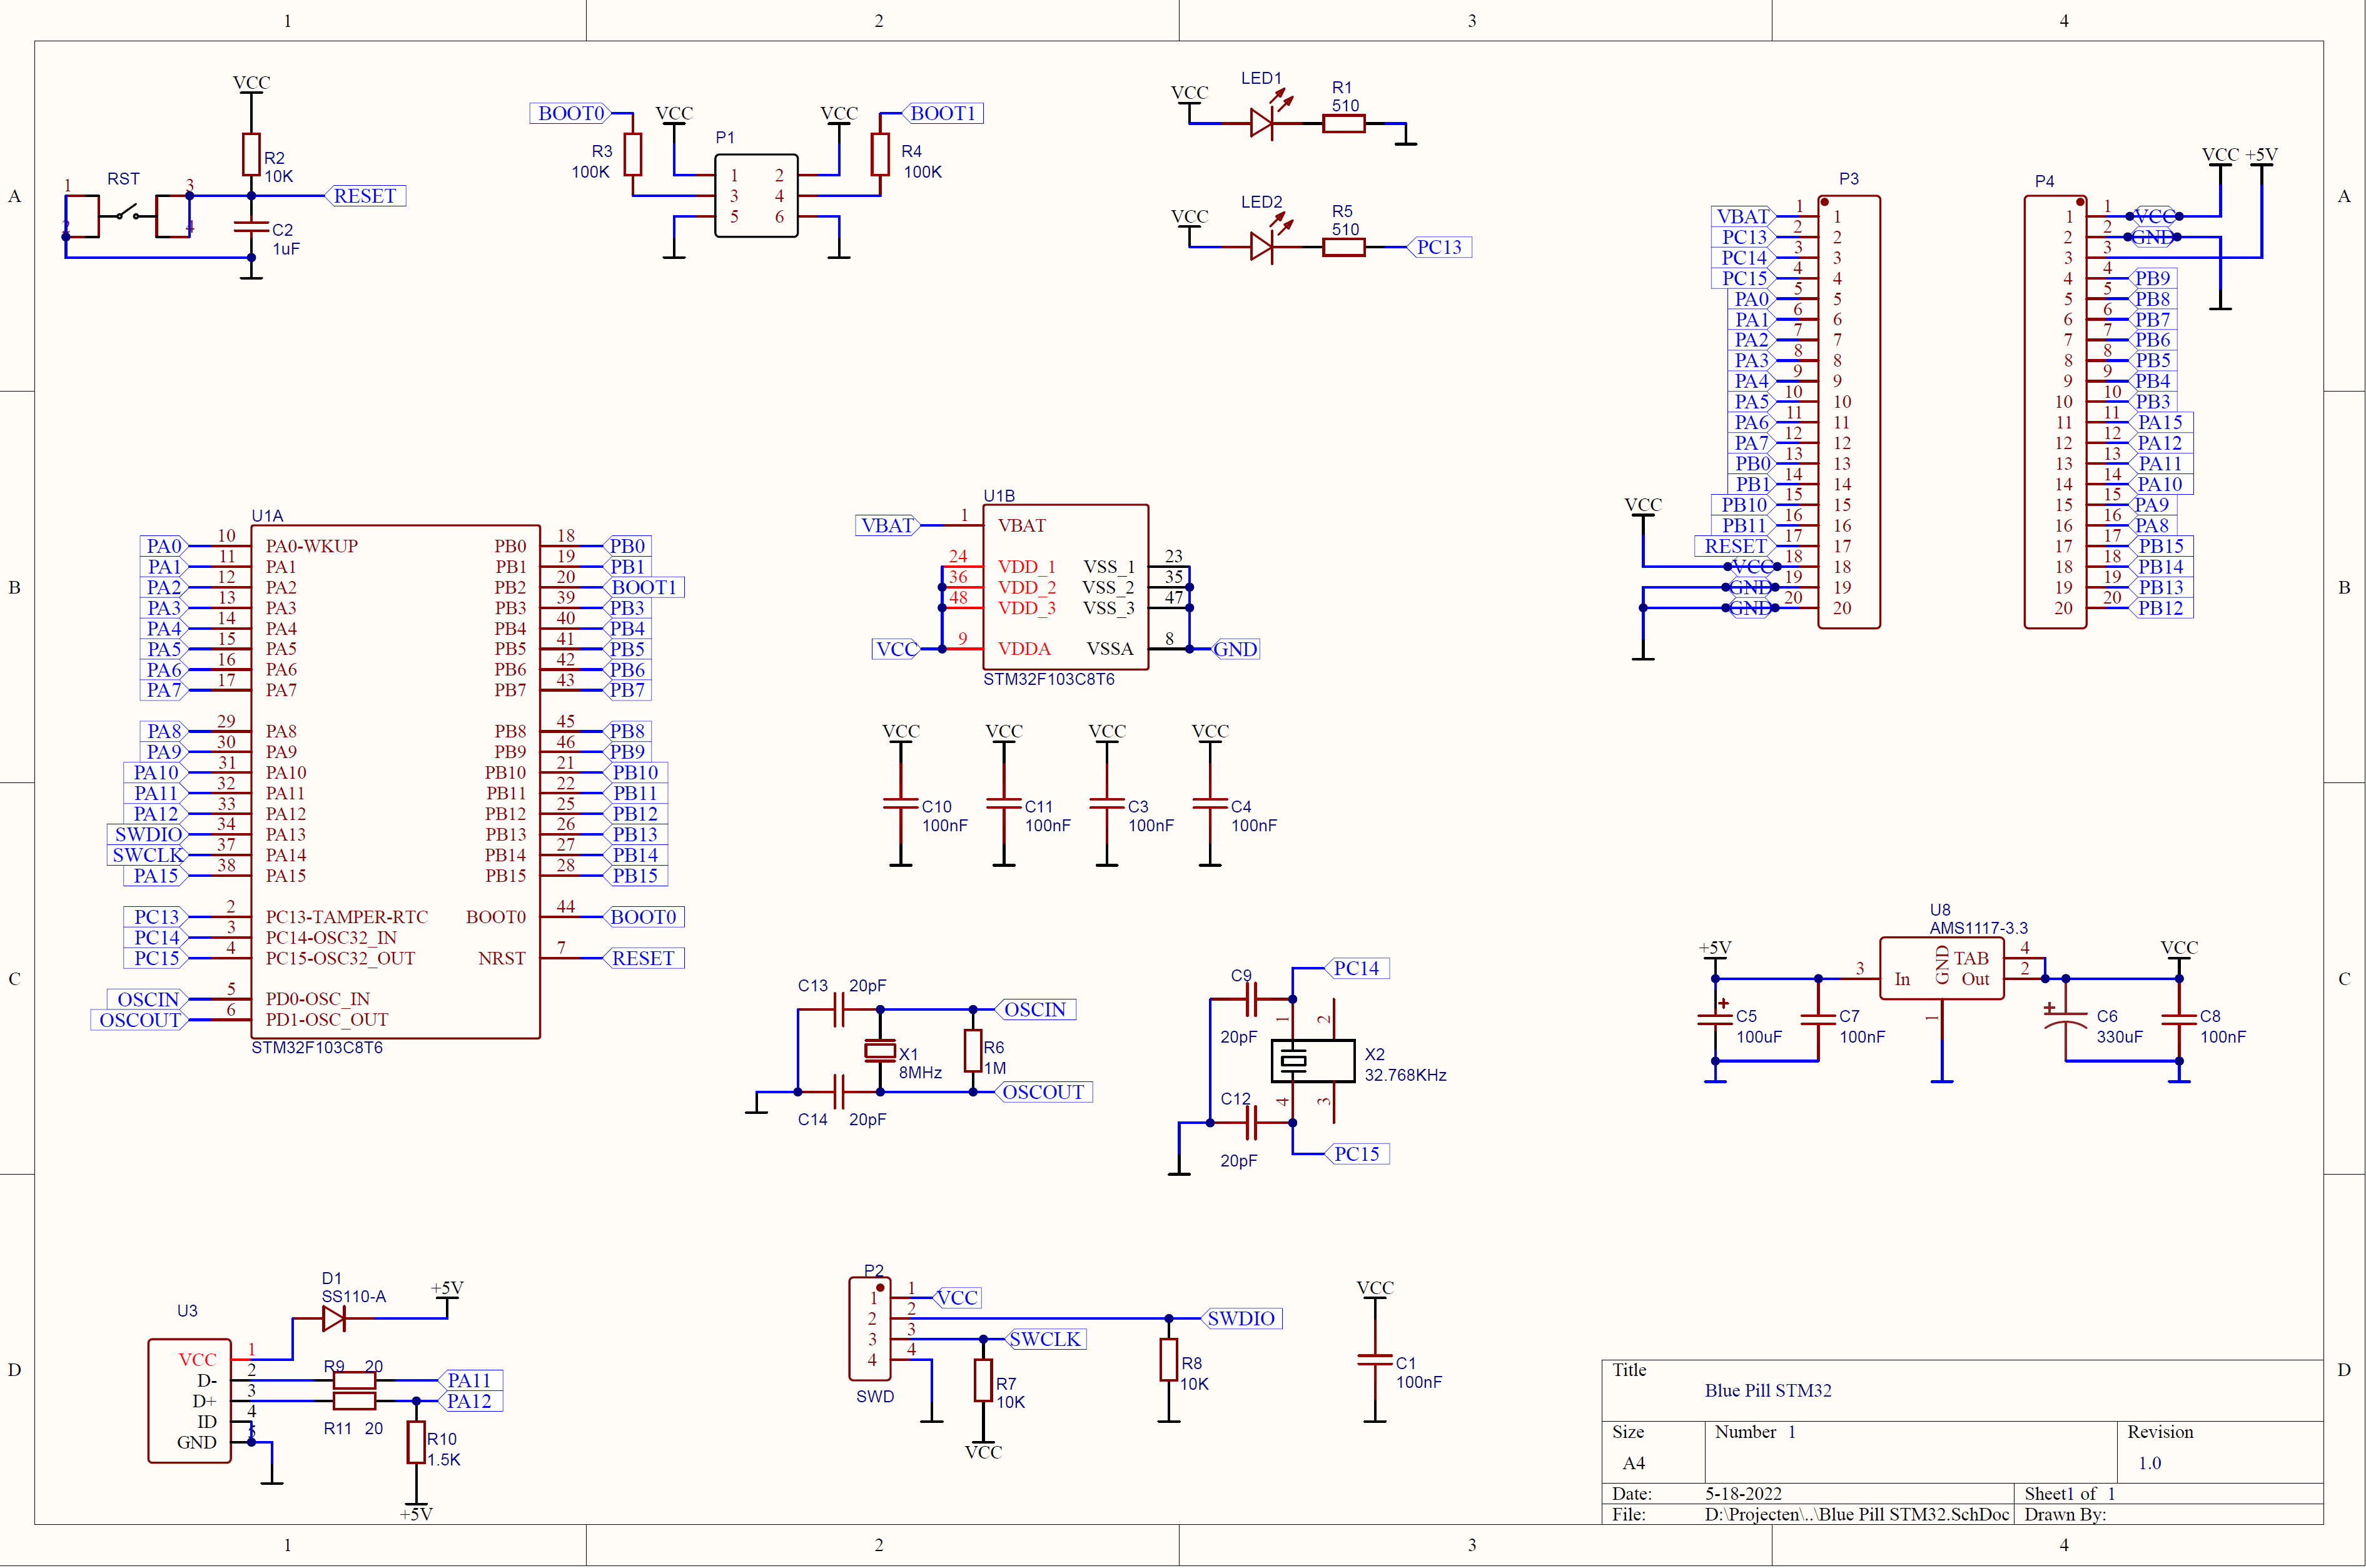 1 2 3 4
A
A
B
B
C
C
D
D
1 2 3 4
VCC
R2
10K
RST
1
3
4
RESET
C2
1uF
BOOT0
VCC
VCC
BOOT1
P1
R3
100K
R4
100K
1 2
3 4
5 6
VCC
LED1
R1
510
VCC
LED2
R5
510
PC13
P3
VBAT 1 1
PC13 2 2
PC14 3 3
PC15 4 4
PA0 5 5
PA1 6 6
PA2 7 7
PA3 8 8
PA4 9 9
PA5 10 10
PA6 11 11
PA7 12 12
PB0 13 13
PB1 14 14
PB10 15 15
PB11 16 16
RESET 17 17
VCC 18 18
GND 19 19
GND 20 20
VCC
VCC +5V
P4
1 1 VCC
2 2 GND
3 3
4 4 PB9
5 5 PB8
6 6 PB7
7 7 PB6
8 8 PB5
9 9 PB4
10 10 PB3
11 11 PA15
12 12 PA12
13 13 PA11
14 14 PA10
15 15 PA9
16 16 PA8
17 17 PB15
18 18 PB14
19 19 PB13
20 20 PB12
U1A
PA0 10 PA0-WKUP PB0 18 PB0
PA1 11 PA1 PB1 19 PB1
PA2 12 PA2 PB2 20 BOOT1
PA3 13 PA3 PB3 39 PB3
PA4 14 PA4 PB4 40 PB4
PA5 15 PA5 PB5 41 PB5
PA6 16 PA6 PB6 42 PB6
PA7 17 PA7 PB7 43 PB7
PA8 29 PA8 PB8 45 PB8
PA9 30 PA9 PB9 46 PB9
PA10 31 PA10 PB10 21 PB10
PA11 32 PA11 PB11 22 PB11
PA12 33 PA12 PB12 25 PB12
SWDIO 34 PA13 PB13 26 PB13
SWCLK 37 PA14 PB14 27 PB14
PA15 38 PA15 PB15 28 PB15
PC13 2 PC13-TAMPER-RTC BOOT0 44 BOOT0
PC14 3 PC14-OSC32_IN
PC15 4 PC15-OSC32_OUT NRST 7 RESET
OSCIN 5 PD0-OSC_IN
OSCOUT 6 PD1-OSC_OUT
STM32F103C8T6
U1B
VBAT 1 VBAT
24 VDD_1 VSS_1 23
36 VDD_2 VSS_2 35
48 VDD_3 VSS_3 47
VCC 9 VDDA VSSA 8 GND
STM32F103C8T6
VCC VCC VCC VCC
C10 C11 C3 C4
100nF 100nF 100nF 100nF
C13 20pF
OSCIN
X1
8MHz
R6
1M
OSCOUT
C14 20pF
PC14
C9
20pF
1 2
X2
32.768KHz
4 3
C12
20pF
PC15
U8
AMS1117-3.3
+5V
VCC
3 In GND TAB 4
Out 2
1
C5
100uF
C7
100nF
C6
330uF
C8
100nF
D1
SS110-A
+5V
U3
VCC 1
D- 2
D+ 3
ID 4
GND 5
R9 20
PA11
PA12
R11 20
R10
1.5K
+5V
P2
1 1 VCC
2 2 SWDIO
3 3 SWCLK
4 4
SWD
R7
10K
VCC
R8
10K
VCC
C1
100nF
Title
Blue Pill STM32
Size Number 1 Revision
A4 1.0
Date: 5-18-2022 Sheet1 of 1
File: D:\Projecten\..\Blue Pill STM32.SchDoc Drawn By: